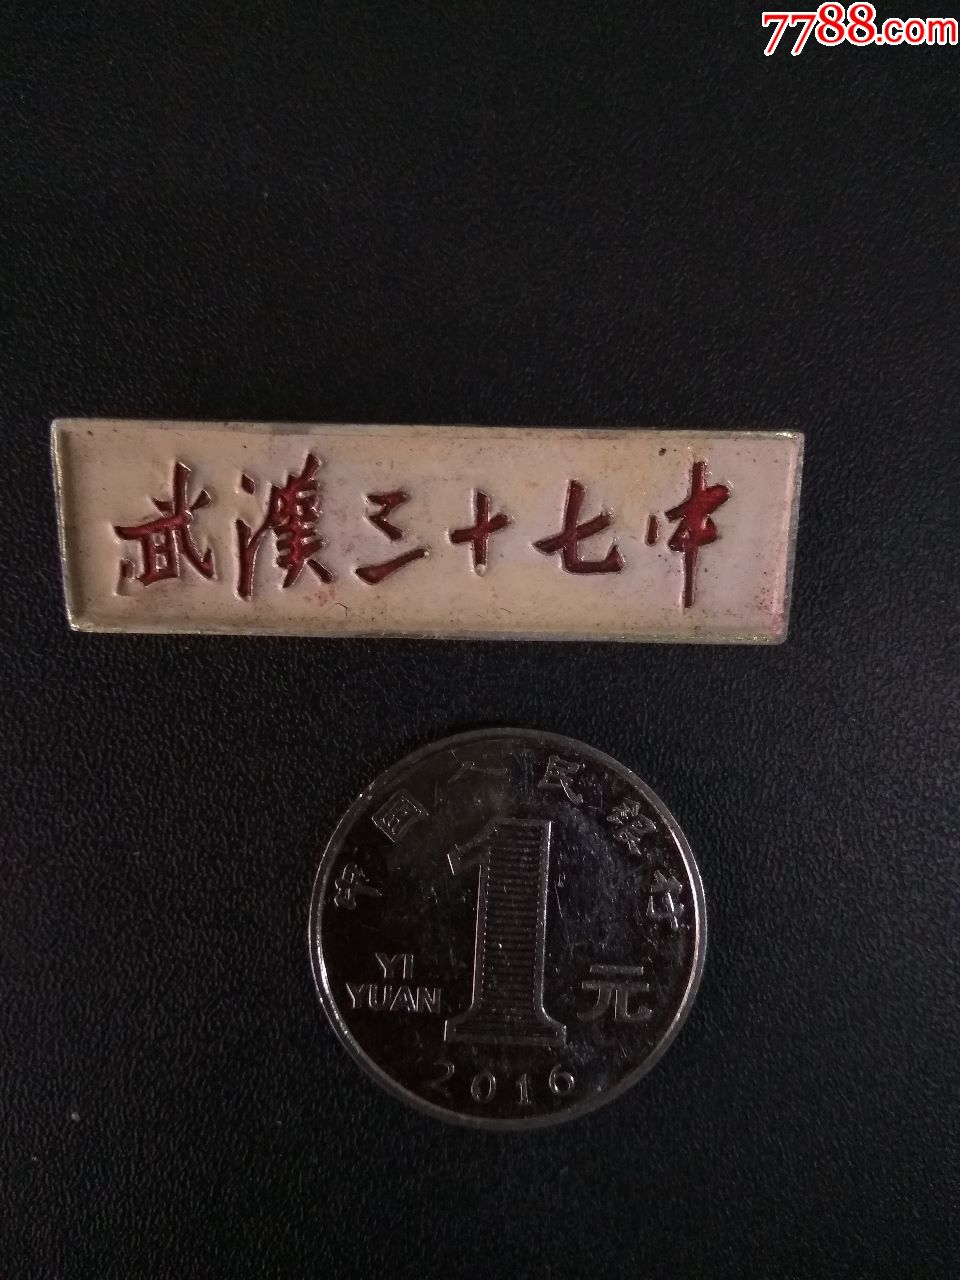 7788.com
武漢三十七中
中国人民银行
YI
YUAN
1
元
2016